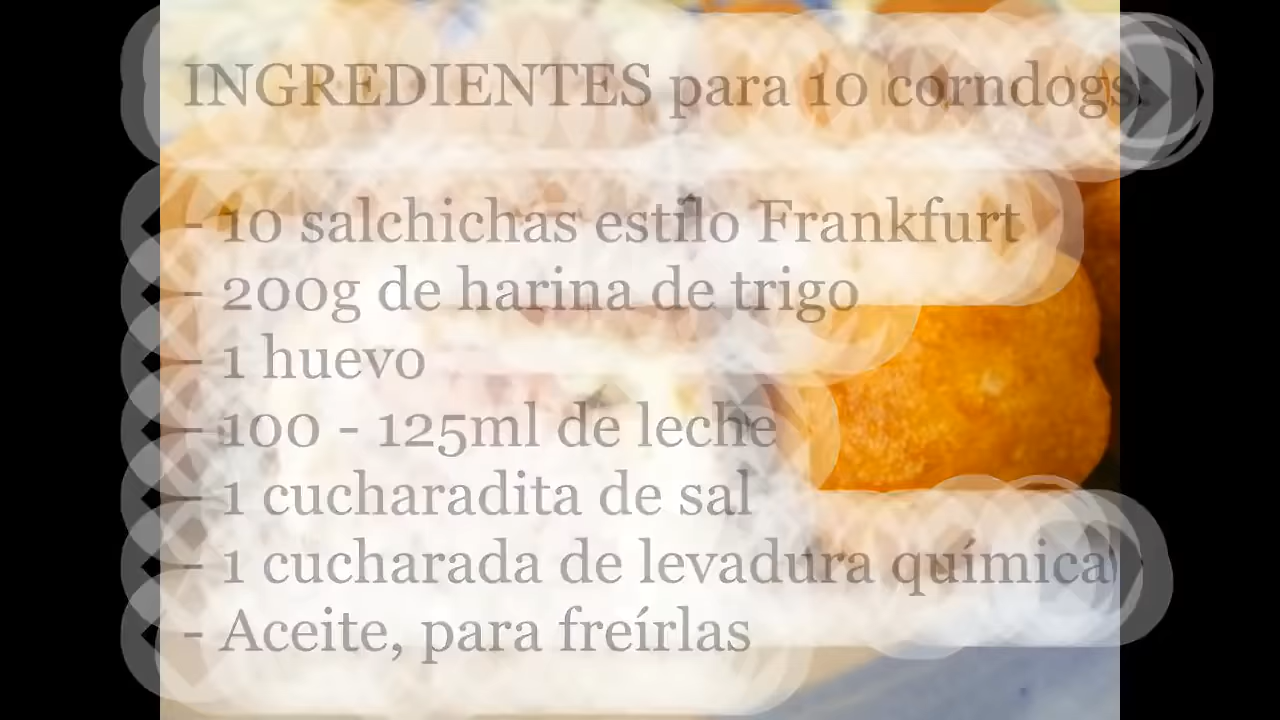 INGREDIENTES para 10 corndogs
- 10 salchichas estilo Frankfurt
- 200g de harina de trigo
- 1 huevo
- 100 - 125ml de leche
- 1 cucharadita de sal
- 1 cucharada de levadura química
- Aceite, para freírlas